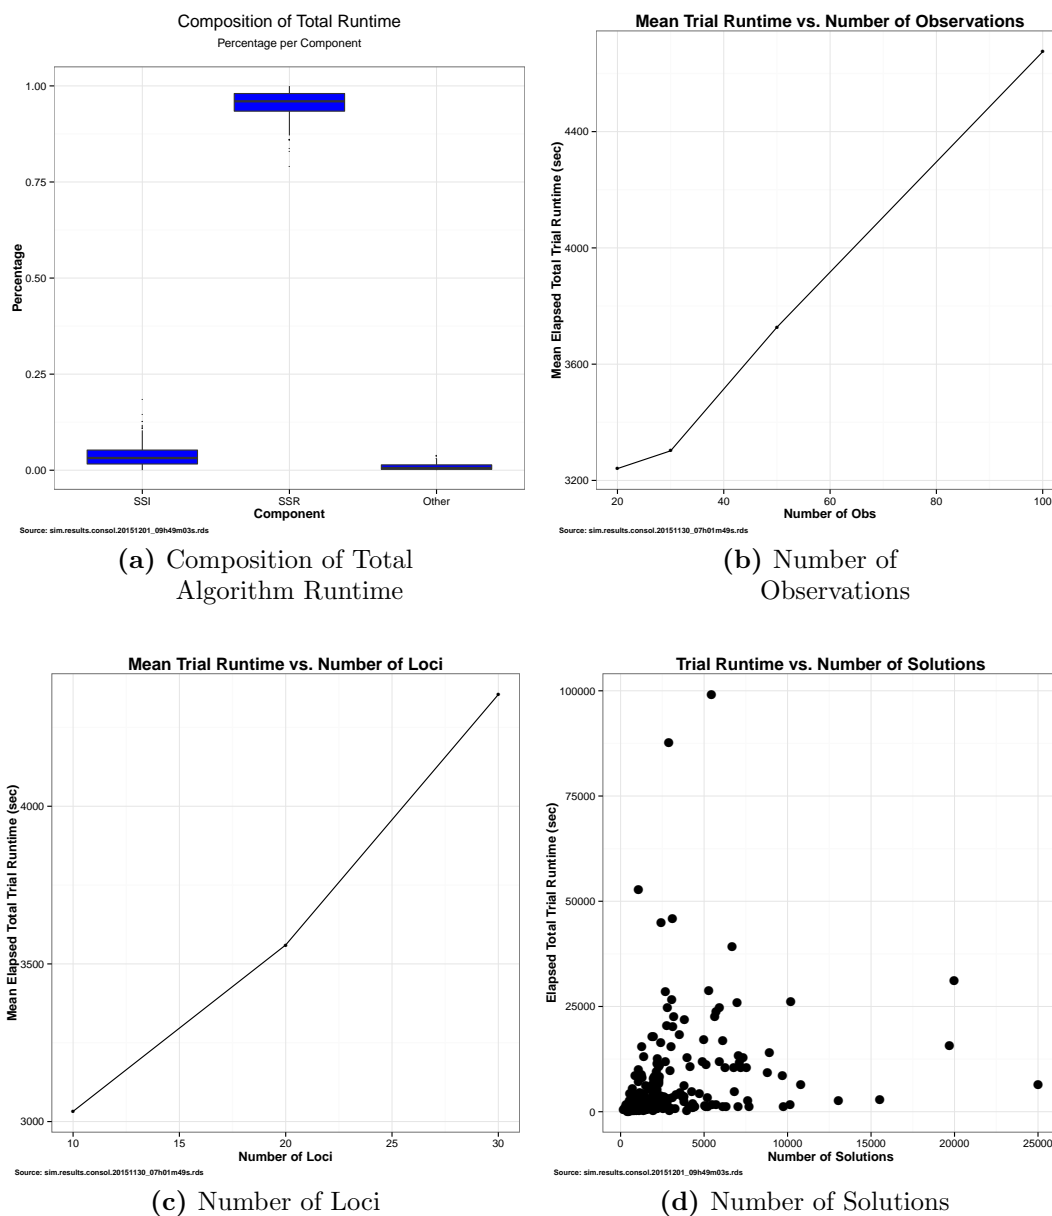 Composition of Total Runtime
Percentage per Component
1.00
0.75
0.50
0.25
0.00
Percentage
SSI
SSR
Other
Component
Source: sim.results.consol.20151201_09h49m03s.rds
(a) Composition of Total
Algorithm Runtime
Mean Trial Runtime vs. Number of Observations
4400
4000
3600
3200
Mean Elapsed Total Trial Runtime (sec)
20
40
60
80
100
Number of Obs
Source: sim.results.consol.20151130_07h01m49s.rds
(b) Number of
Observations
Mean Trial Runtime vs. Number of Loci
4000
3500
3000
Mean Elapsed Total Trial Runtime (sec)
10
15
20
25
30
Number of Loci
Source: sim.results.consol.20151130_07h01m49s.rds
(c) Number of Loci
Trial Runtime vs. Number of Solutions
100000
75000
50000
25000
0
Elapsed Total Trial Runtime (sec)
0
5000
10000
15000
20000
25000
Number of Solutions
Source: sim.results.consol.20151201_09h49m03s.rds
(d) Number of Solutions